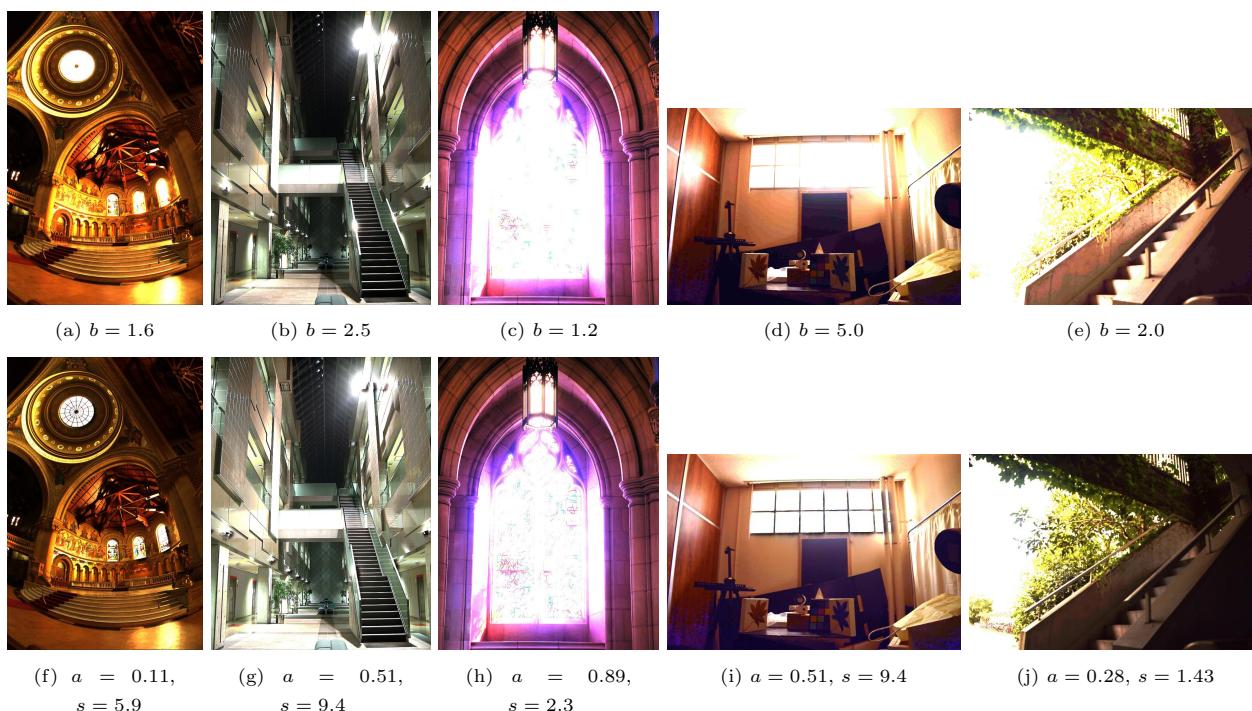 (a) b = 1.6
(b) b = 2.5
(c) b = 1.2
(d) b = 5.0
(e) b = 2.0
(f) a = 0.11,
s = 5.9
(g) a = 0.51,
s = 9.4
(h) a = 0.89,
s = 2.3
(i) a = 0.51, s = 9.4
(j) a = 0.28, s = 1.43